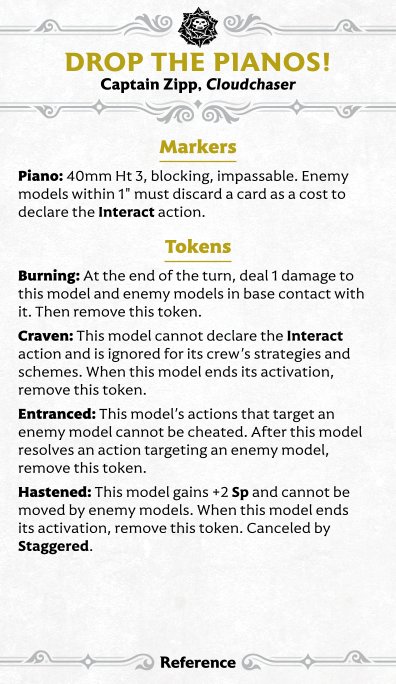 DROP THE PIANOS!
Captain Zipp, Cloudchaser
Markers
Piano: 40mm Ht 3, blocking, impassable. Enemy
models within 1" must discard a card as a cost to
declare the Interact action.
Tokens
Burning: At the end of the turn, deal 1 damage to
this model and enemy models in base contact with
it. Then remove this token.
Craven: This model cannot declare the Interact
action and is ignored for its crew's strategies and
schemes. When this model ends its activation,
remove this token.
Entranced: This model's actions that target an
enemy model cannot be cheated. After this model
resolves an action targeting an enemy model,
remove this token.
Hastened: This model gains +2 Sp and cannot be
moved by enemy models. When this model ends
its activation, remove this token. Canceled by
Staggered.
Reference